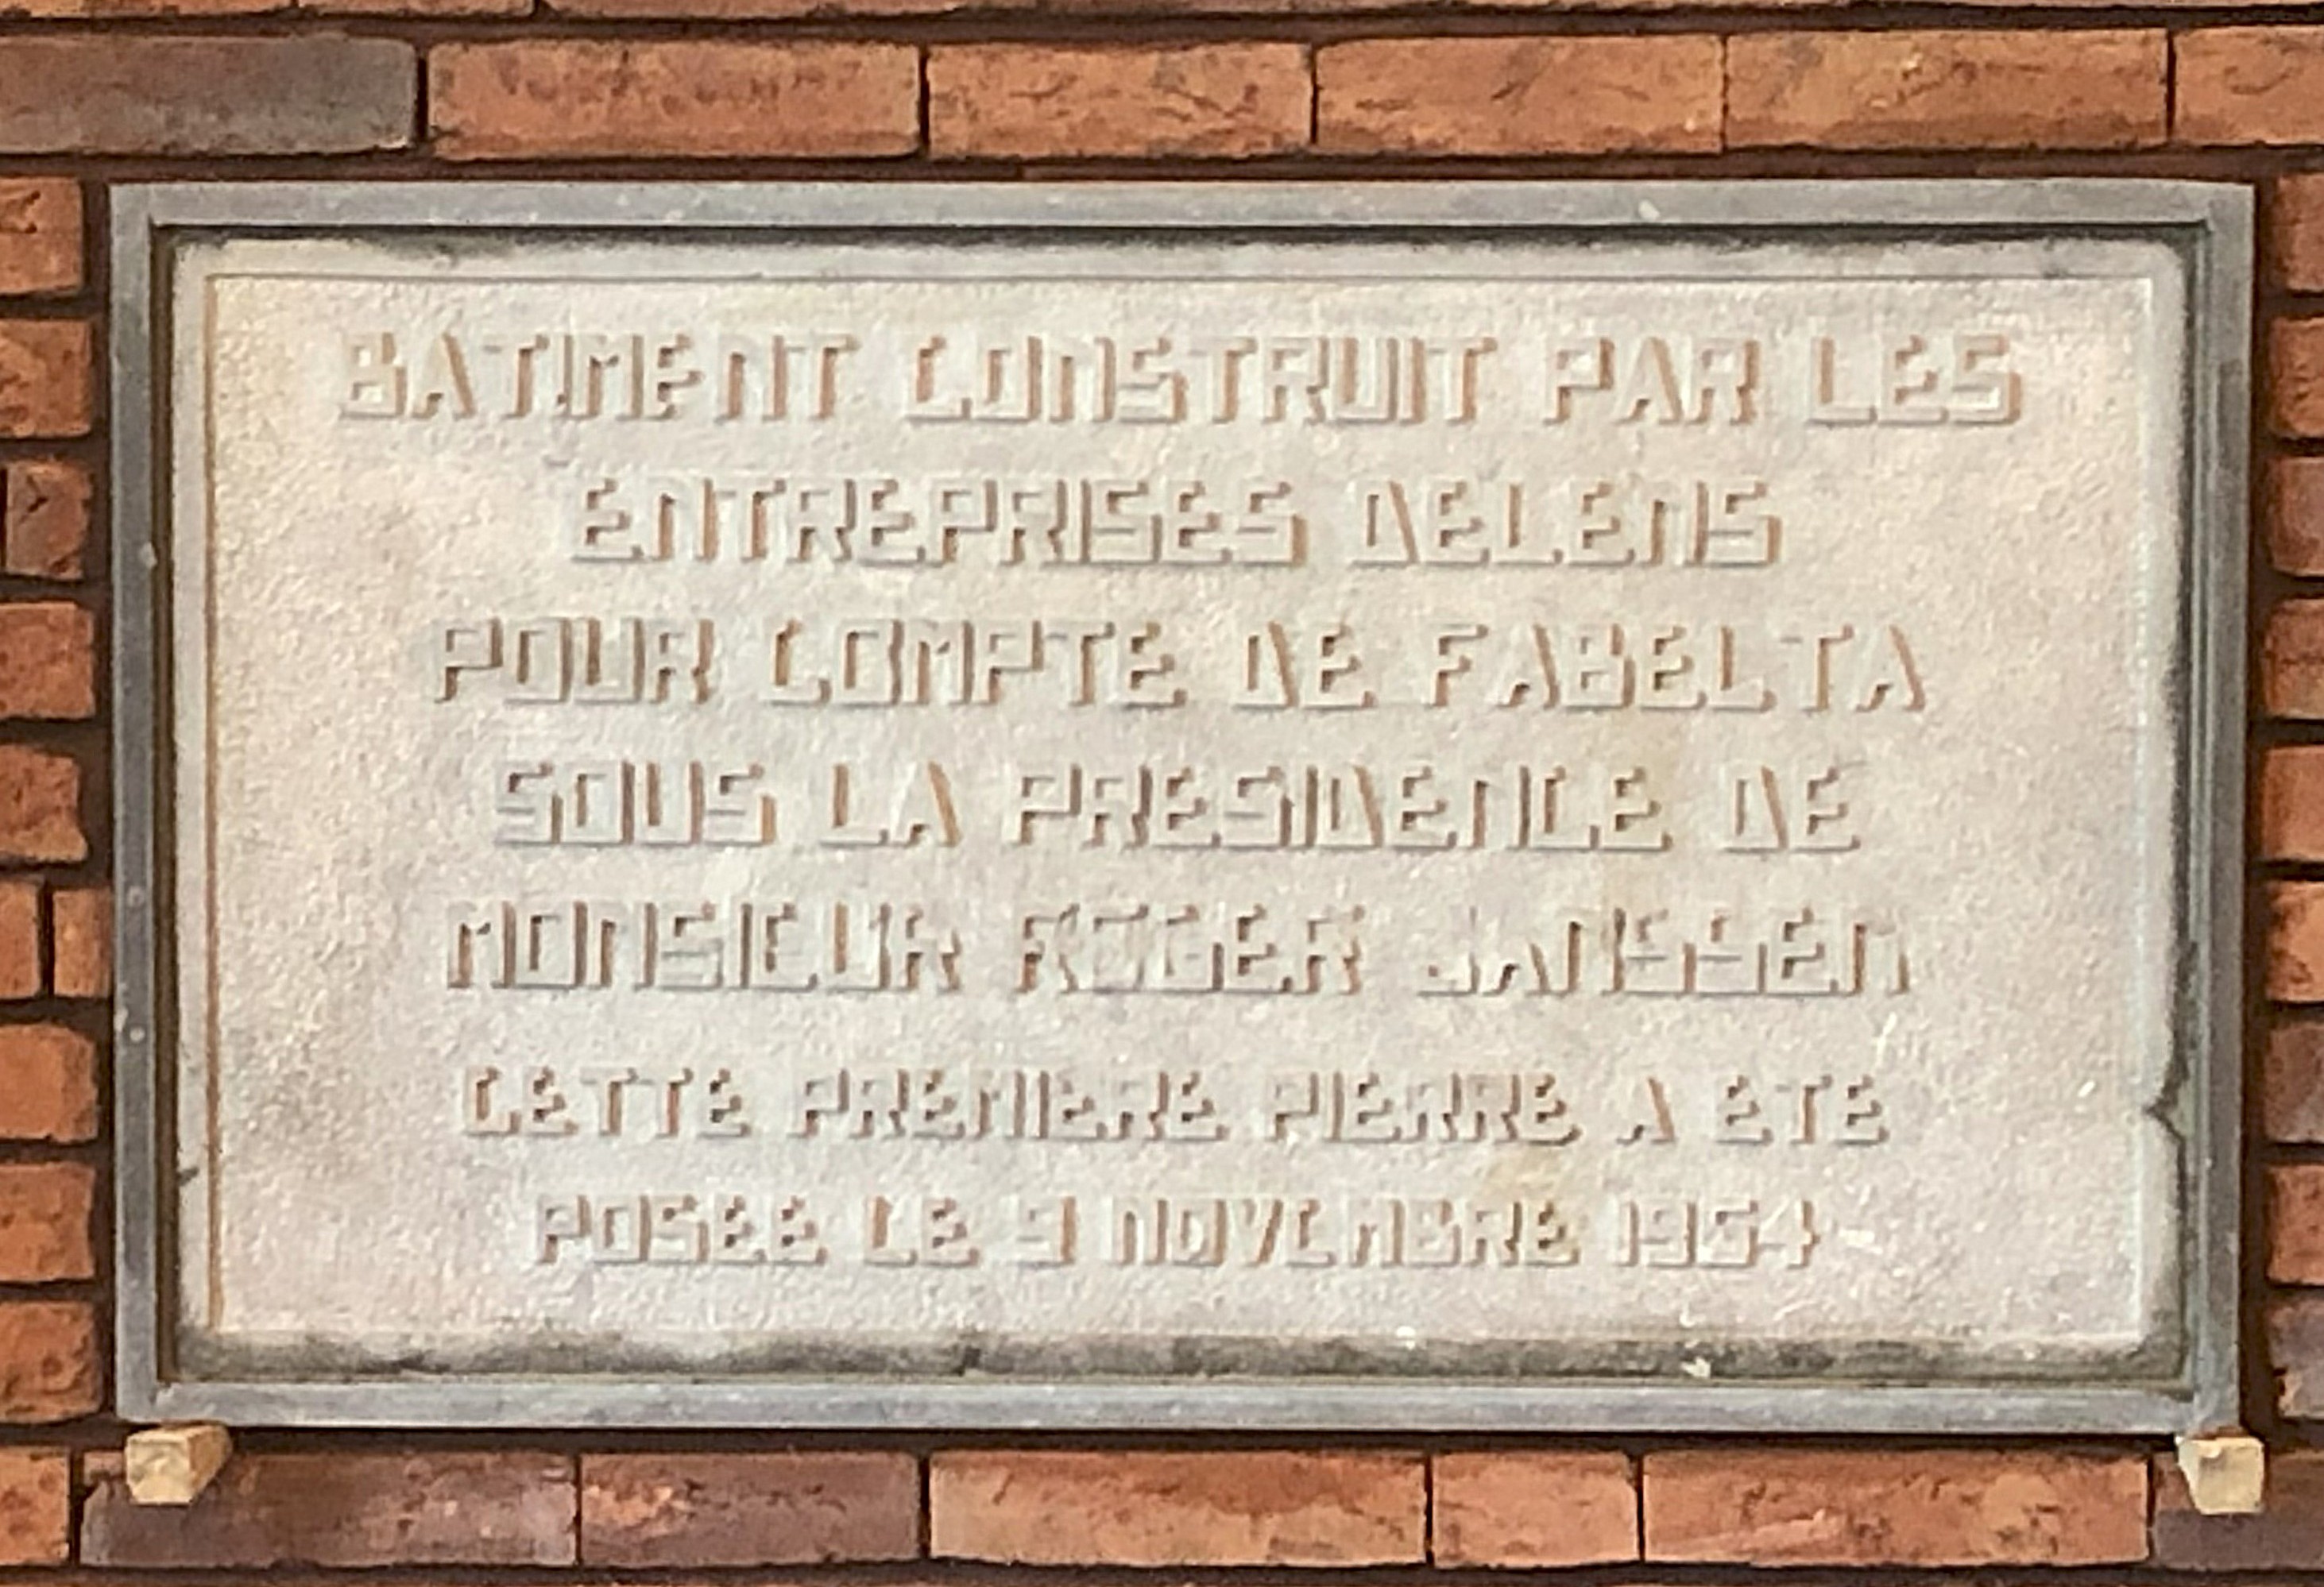 BATIMENT CONSTRUIT PAR LES
ENTREPRISES DELENS
POUR COMPTE DE FABELTA
SOUS LA PRESIDENCE DE
MONSIEUR ROGER JANSSEN
CETTE PREMIERE PIERRE A ETE
POSEE LE 9 NOVEMBRE 1964